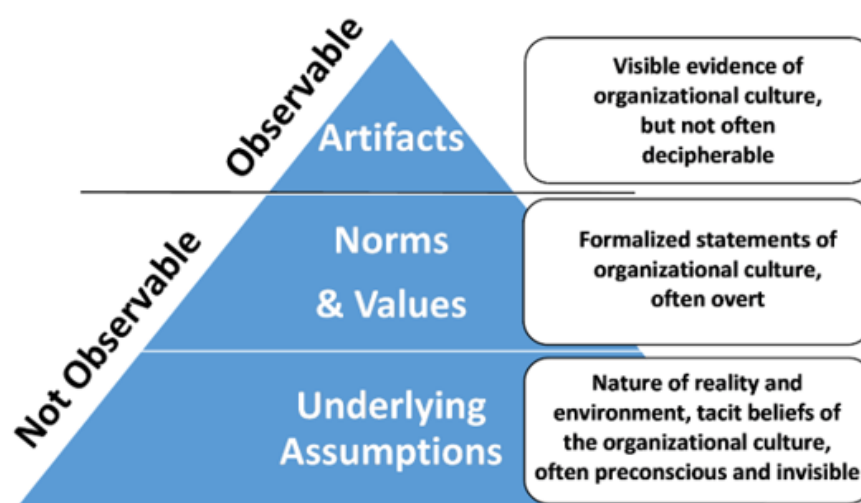 Observable
Artifacts
Visible evidence of
organizational culture,
but not often
decipherable
Not Observable
Norms
& Values
Formalized statements of
organizational culture,
often overt
Underlying
Assumptions
Nature of reality and
environment, tacit beliefs of
the organizational culture,
often preconscious and invisible